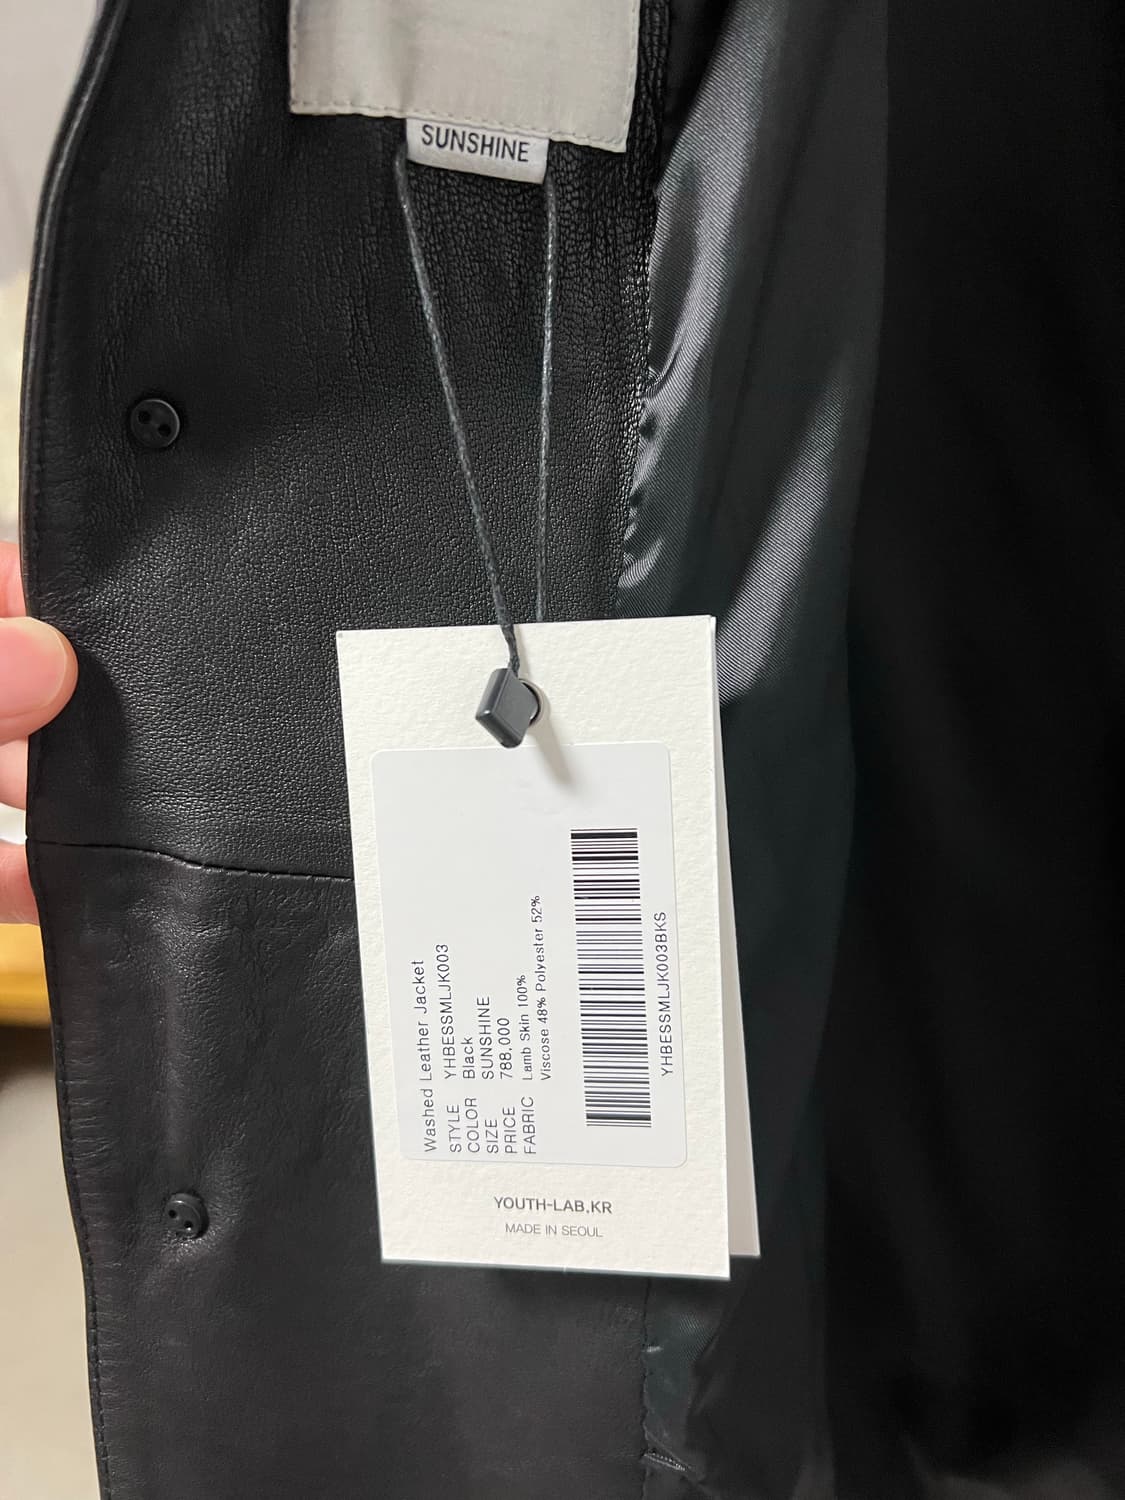 SUNSHINE
Washed Leather Jacket
STYLE YHBESSMLJK003
COLOR Black
SIZE SUNSHINE
PRICE 788,000
FABRIC Lamb Skin 100%
Viscose 48% Polyester 52%
YHBESSMLJK003BKS
YOUTH-LAB.KR
MADE IN SEOUL